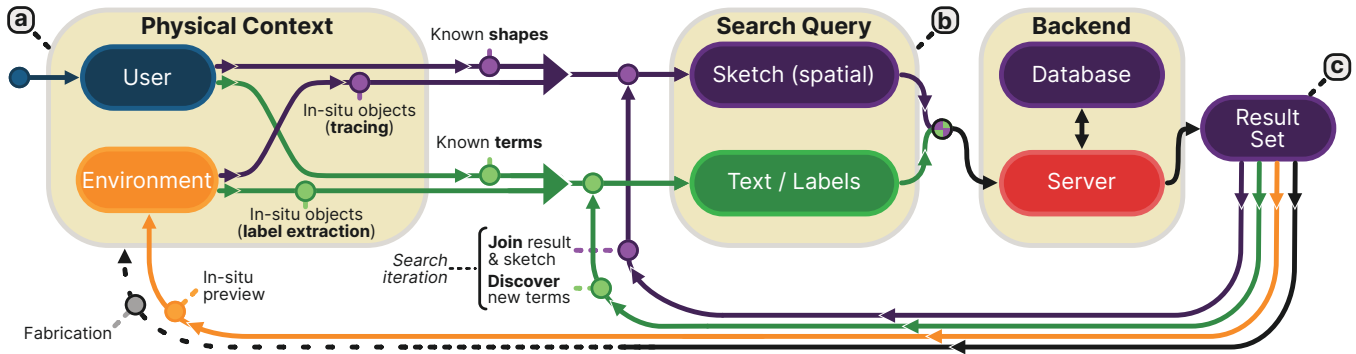 a
Physical Context
User
Environment
Known shapes
In-situ objects
(tracing)
Known terms
In-situ objects
(label extraction)
b
Search Query
Sketch (spatial)
Text / Labels
Backend
Database
Server
c
Result
Set
Search
iteration
Join result
& sketch
Discover
new terms
In-situ
preview
Fabrication